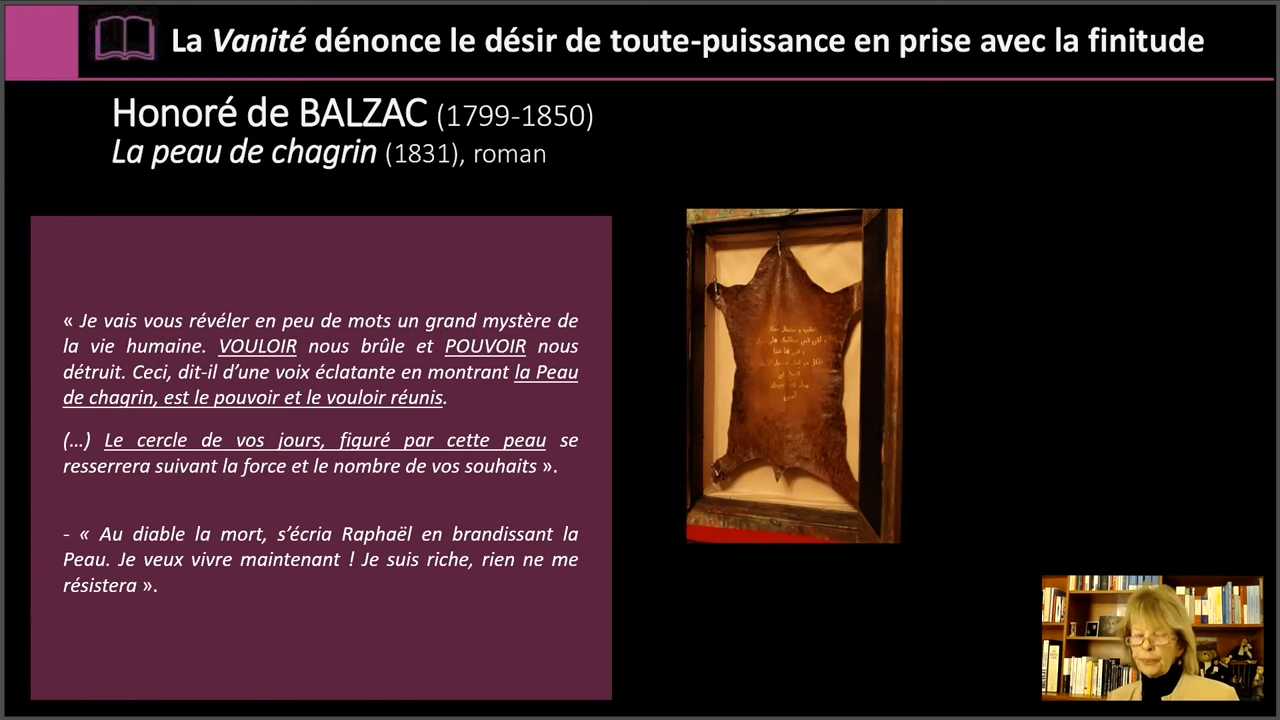 La Vanité dénonce le désir de toute-puissance en prise avec la finitude
Honoré de BALZAC (1799-1850)
La peau de chagrin (1831), roman
« Je vais vous révéler en peu de mots un grand mystère de
la vie humaine. VOULOIR nous brûle et POUVOIR nous
détruit. Ceci, dit-il d’une voix éclatante en montrant la Peau
de chagrin, est le pouvoir et le vouloir réunis.
(…) Le cercle de vos jours, figuré par cette peau se
resserrera suivant la force et le nombre de vos souhaits ».
- « Au diable la mort, s’écria Raphaël en brandissant la
Peau. Je veux vivre maintenant ! Je suis riche, rien ne me
résistera ».